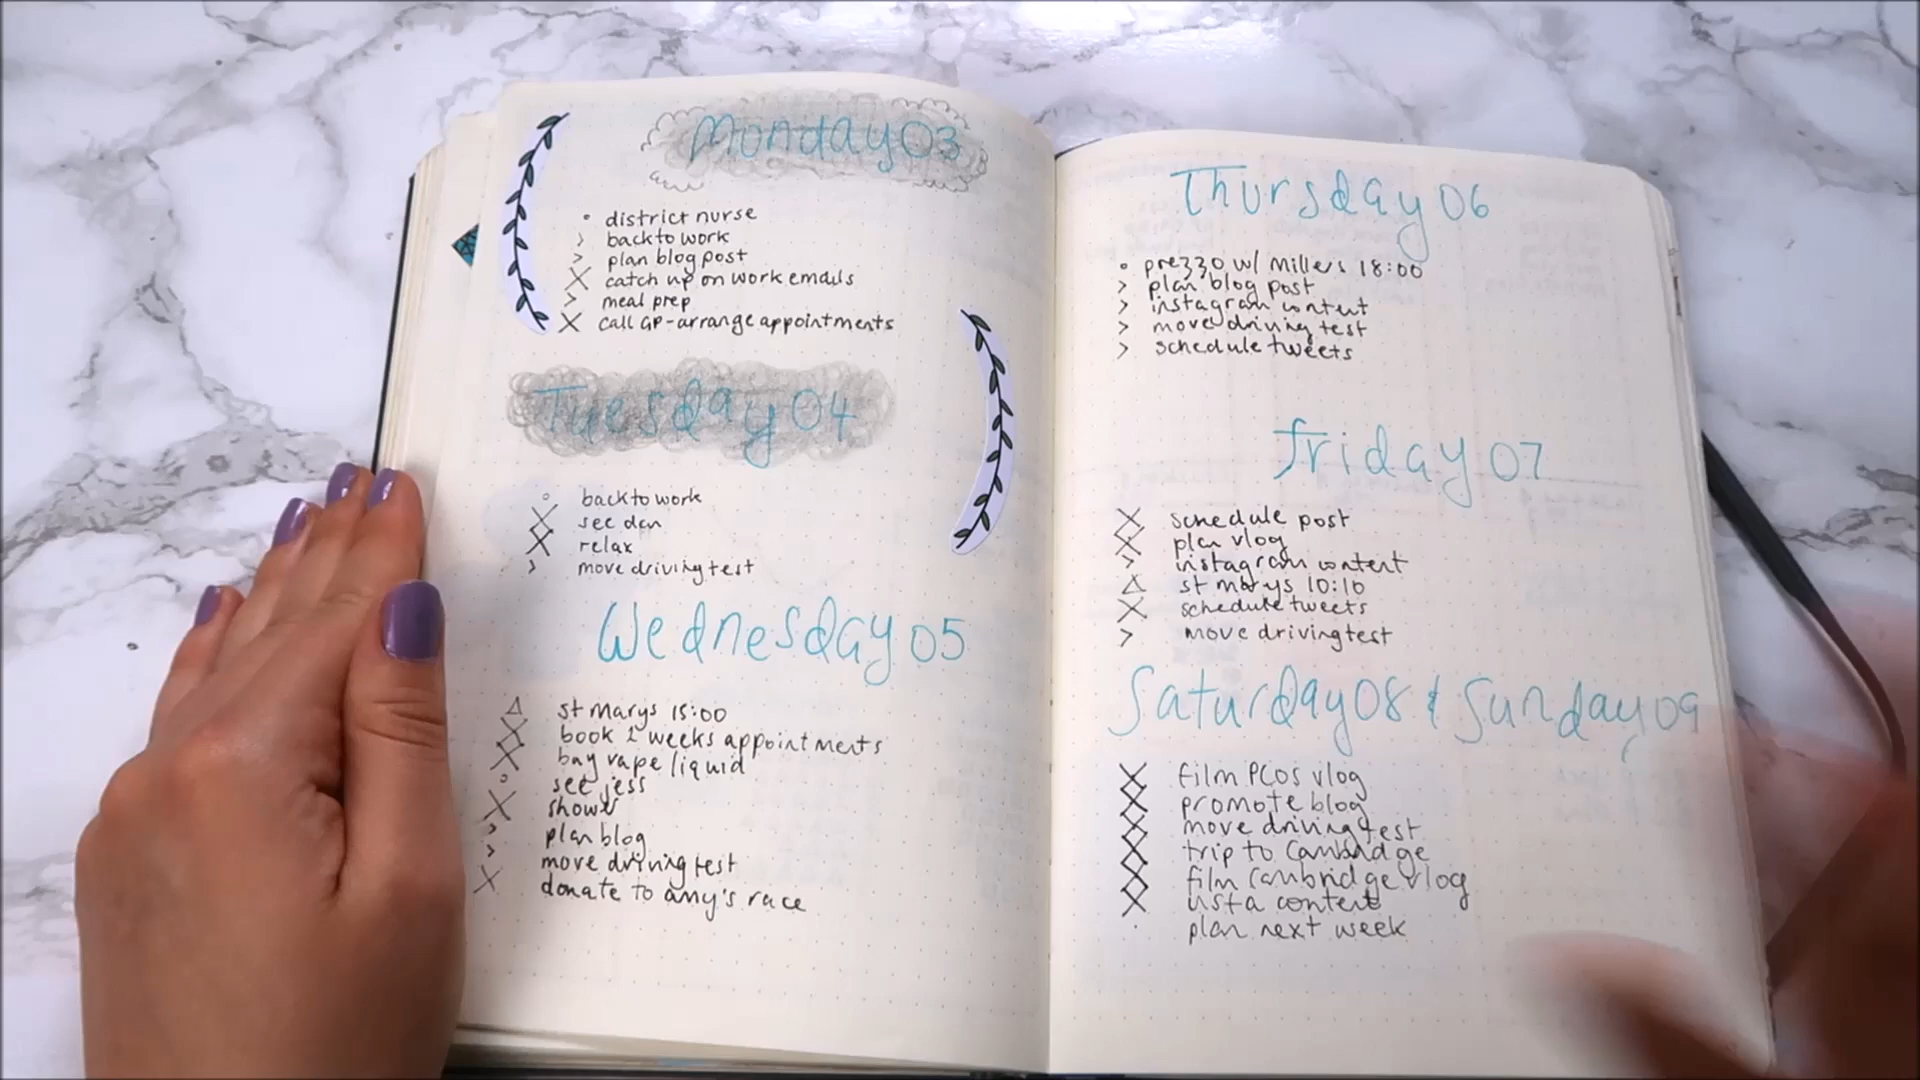 Monday 03
° district nurse
> back to work
> plan blog post
X catch up on work emails
> meal prep
X call GP - arrange appointments
Tuesday 04
° back to work
X see dan
X relax
> move driving test
Wednesday 05
△ st marys 15:00
X book 2 weeks appointments
X buy vape liquid
° see jess
X shower
> plan blog
> move driving test
X donate to amy's race
Thursday 06
° prezzo w/ Millers 18:00
> plan blog post
> instagram content
> move driving test
> schedule tweets
friday 07
X schedule post
X plan vlog
> instagram content
△ st marys 10:10
X schedule tweets
> move driving test
Saturday 08 & Sunday 09
X film PCOS vlog
X promote blog
X move driving test
X trip to Cambridge
X film Cambridge vlog
X insta content
· plan next week